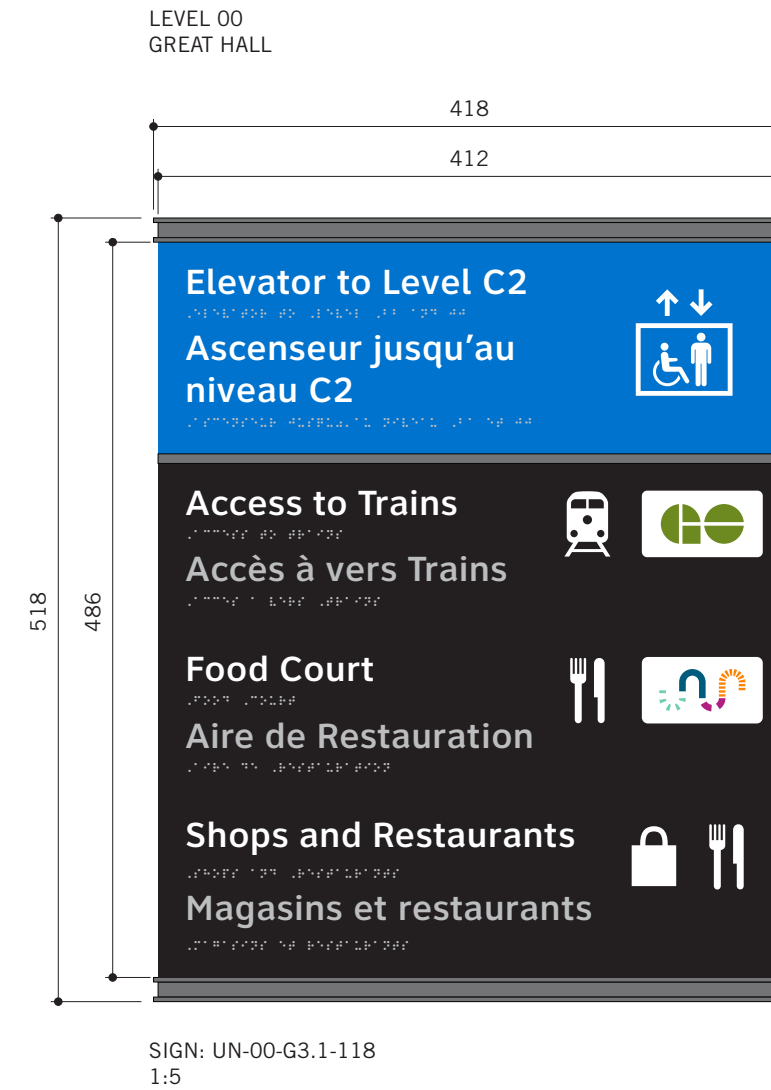 LEVEL 00
GREAT HALL
418
412
518
486
Elevator to Level C2
Ascenseur jusqu'au
niveau C2
Access to Trains
GO
Accès à vers Trains
Food Court
Aire de Restauration
Shops and Restaurants
Magasins et restaurants
SIGN: UN-00-G3.1-118
1:5